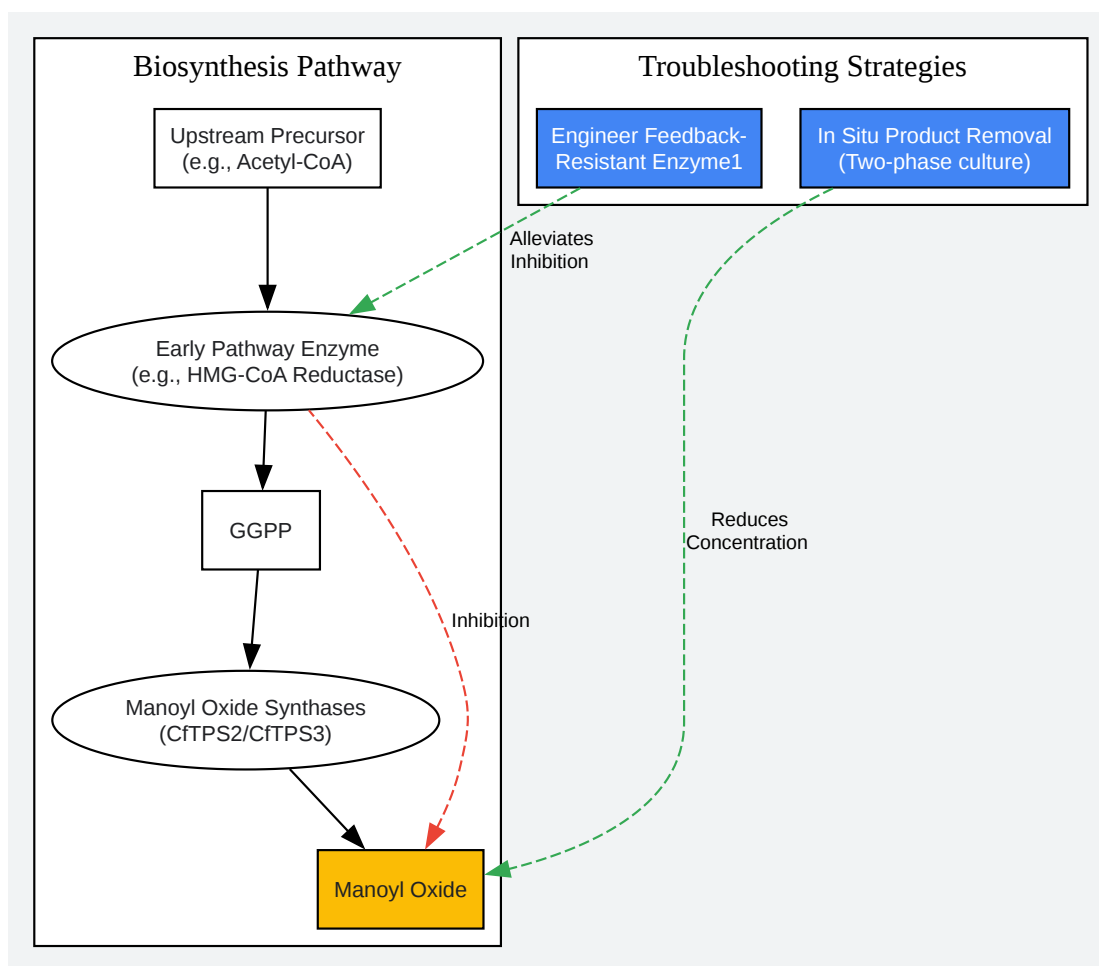 Biosynthesis Pathway
Upstream Precursor
(e.g., Acetyl-CoA)
Early Pathway Enzyme
(e.g., HMG-CoA Reductase)
GGPP
Inhibition
Manoyl Oxide Synthases
(CfTPS2/CfTPS3)
Manoyl Oxide
Troubleshooting Strategies
Engineer Feedback-
Resistant Enzyme1
In Situ Product Removal
(Two-phase culture)
Alleviates
Inhibition
Reduces
Concentration